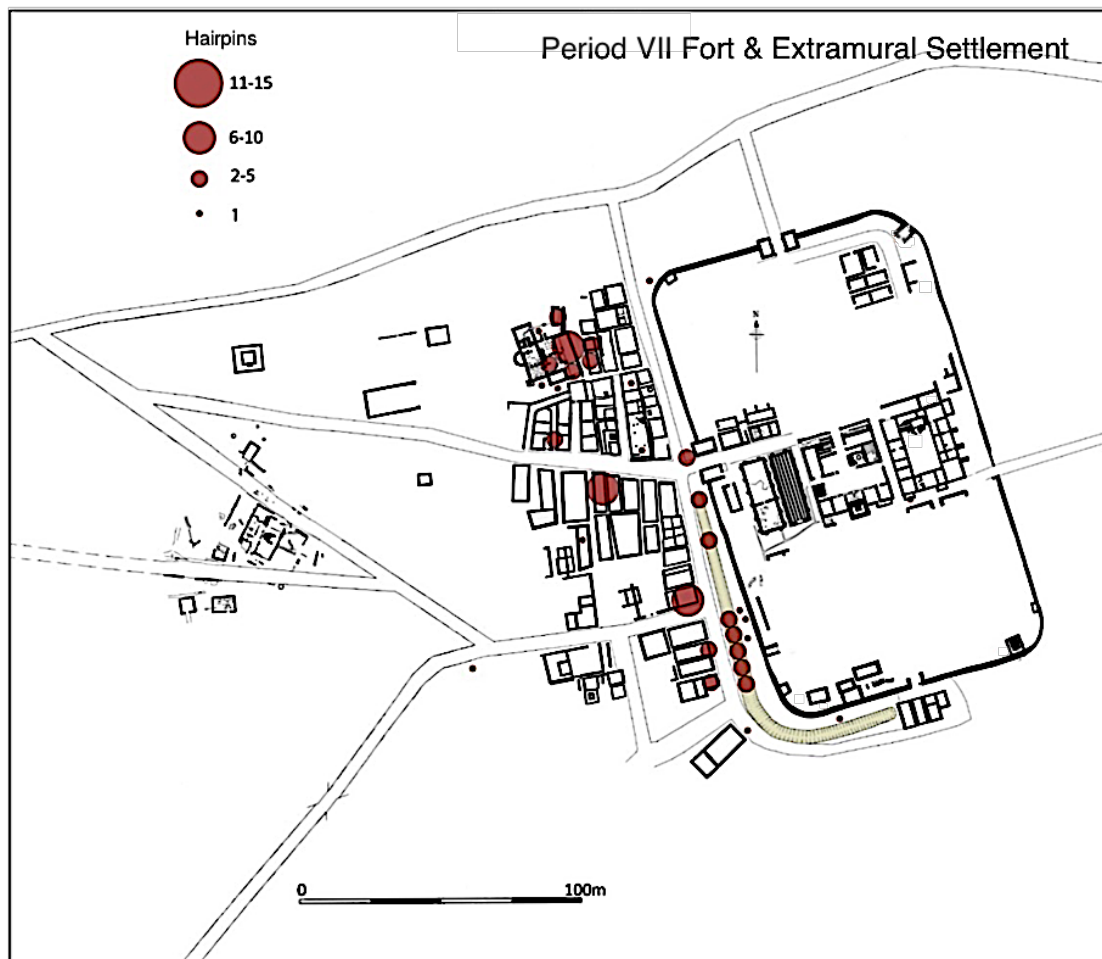 Period VII Fort & Extramural Settlement
Hairpins
11-15
6-10
2-5
1
N
0
100m